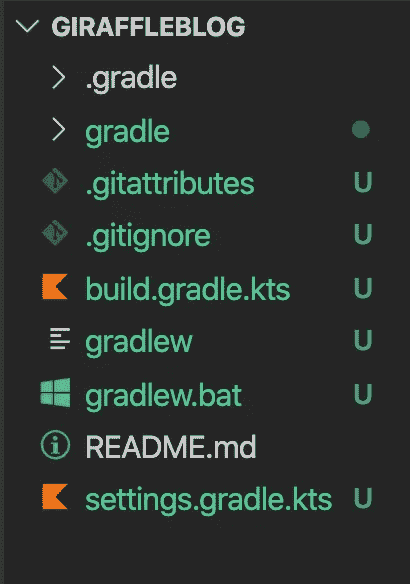 GIRAFFLEBLOG
.gradle
gradle
.gitattributes U
.gitignore U
build.gradle.kts U
gradlew U
gradlew.bat U
README.md
settings.gradle.kts U